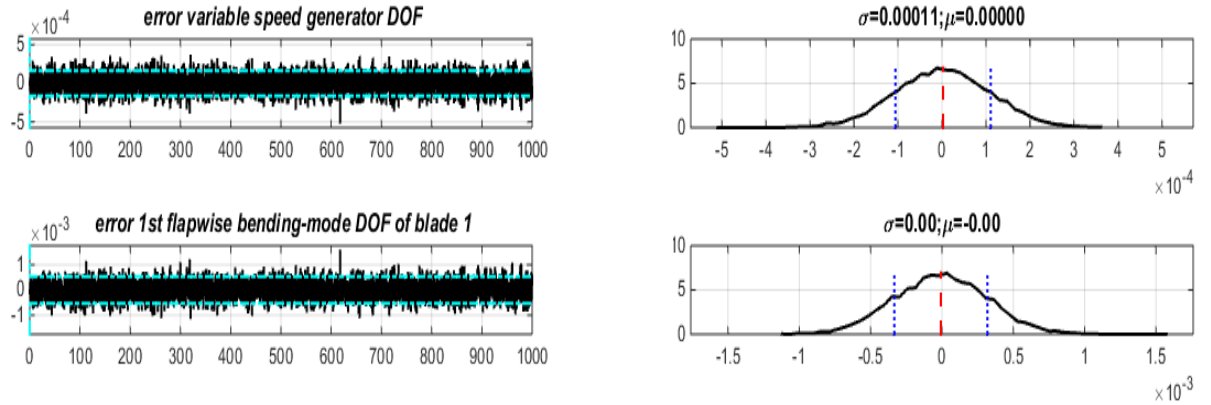 error variable speed generator DOF
×10⁻⁴
5
0
-5
0 100 200 300 400 500 600 700 800 900 1000
σ=0.00011;μ=0.00000
10
5
0
-5 -4 -3 -2 -1 0 1 2 3 4 5
×10⁻⁴
error 1st flapwise bending-mode DOF of blade 1
×10⁻³
1
0
-1
0 100 200 300 400 500 600 700 800 900 1000
σ=0.00;μ=-0.00
10
5
0
-1.5 -1 -0.5 0 0.5 1 1.5
×10⁻³